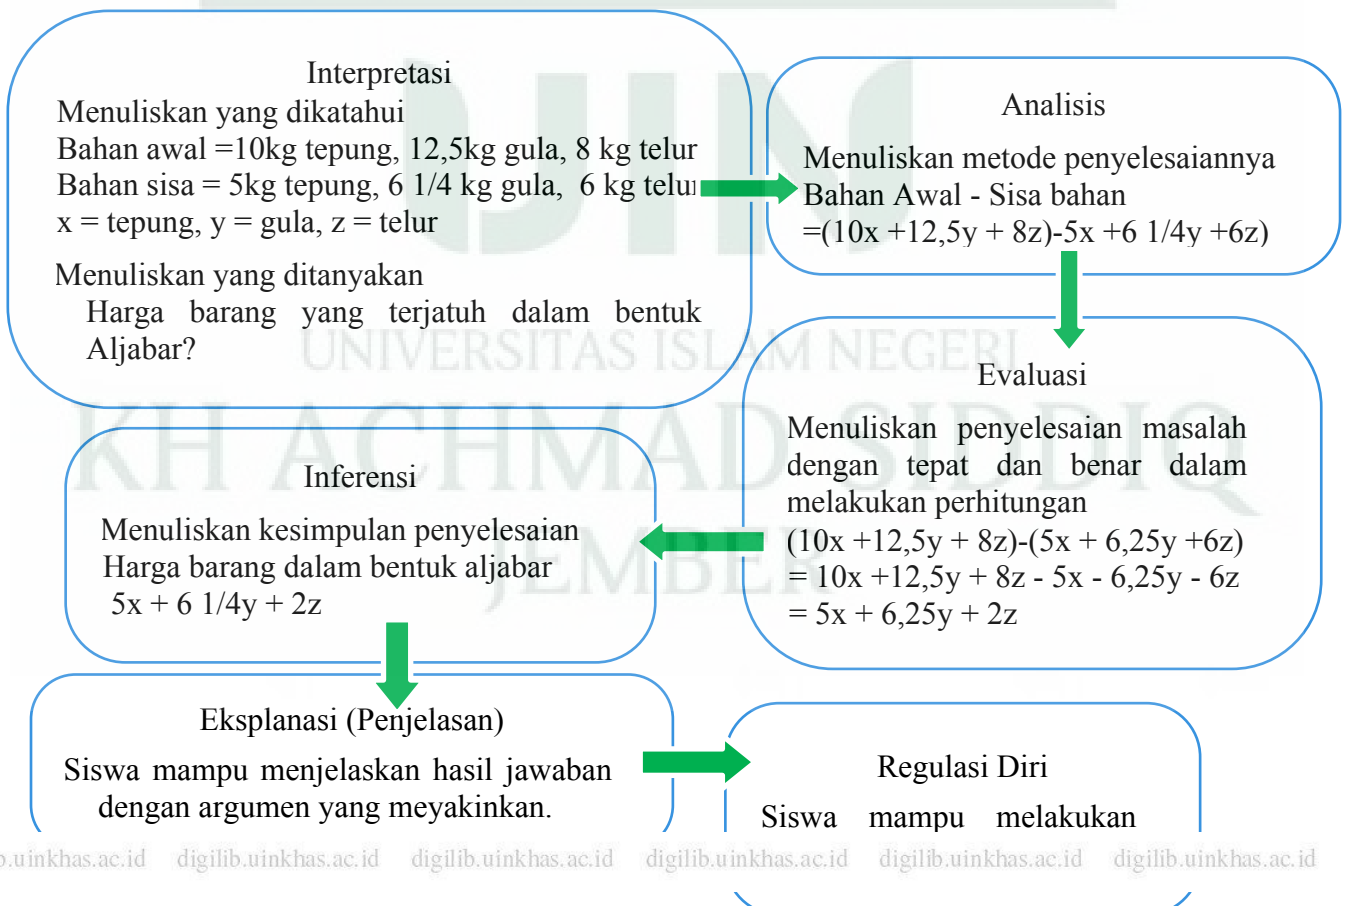 Interpretasi
Menuliskan yang dikatahui
Bahan awal =10kg tepung, 12,5kg gula, 8 kg telur
Bahan sisa = 5kg tepung, 6 1/4 kg gula, 6 kg telur
x = tepung, y = gula, z = telur
Menuliskan yang ditanyakan
Harga barang yang terjatuh dalam bentuk
Aljabar?
Analisis
Menuliskan metode penyelesaiannya
Bahan Awal - Sisa bahan
=(10x +12,5y + 8z)-5x +6 1/4y +6z)
Evaluasi
Menuliskan penyelesaian masalah
dengan tepat dan benar dalam
melakukan perhitungan
(10x +12,5y + 8z)-(5x + 6,25y +6z)
= 10x +12,5y + 8z - 5x - 6,25y - 6z
= 5x + 6,25y + 2z
Inferensi
Menuliskan kesimpulan penyelesaian
Harga barang dalam bentuk aljabar
5x + 6 1/4y + 2z
Eksplanasi (Penjelasan)
Siswa mampu menjelaskan hasil jawaban
dengan argumen yang meyakinkan.
Regulasi Diri
Siswa mampu melakukan
UIN
UNIVERSITAS ISLAM NEGERI
KH ACHMAD SIDDIQ
JEMBER
b.uinkhas.ac.id digilib.uinkhas.ac.id digilib.uinkhas.ac.id digilib.uinkhas.ac.id digilib.uinkhas.ac.id digilib.uinkhas.ac.id